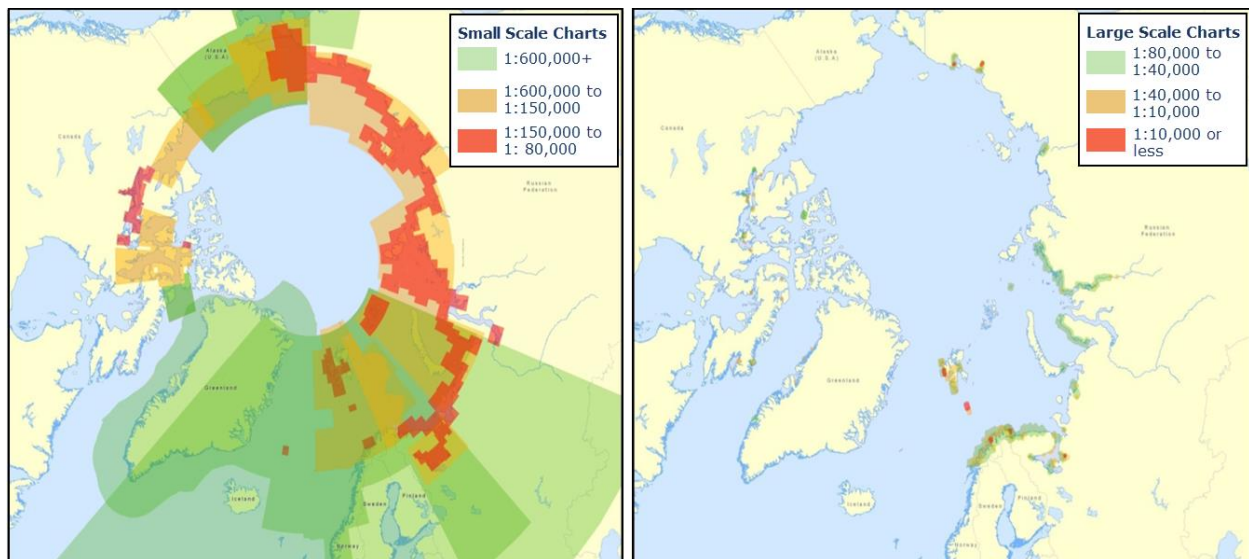 Small Scale Charts
1:600,000+
1:600,000 to
1:150,000
1:150,000 to
1: 80,000
Alaska
(U.S.A)
Canada
Russian
Federation
Greenland
Iceland
Sweden
Finland
Norway
Large Scale Charts
1:80,000 to
1:40,000
1:40,000 to
1:10,000
1:10,000 or
less
Alaska
(U.S.A)
Canada
Russian
Federation
Greenland
Iceland
Sweden
Finland
Norway